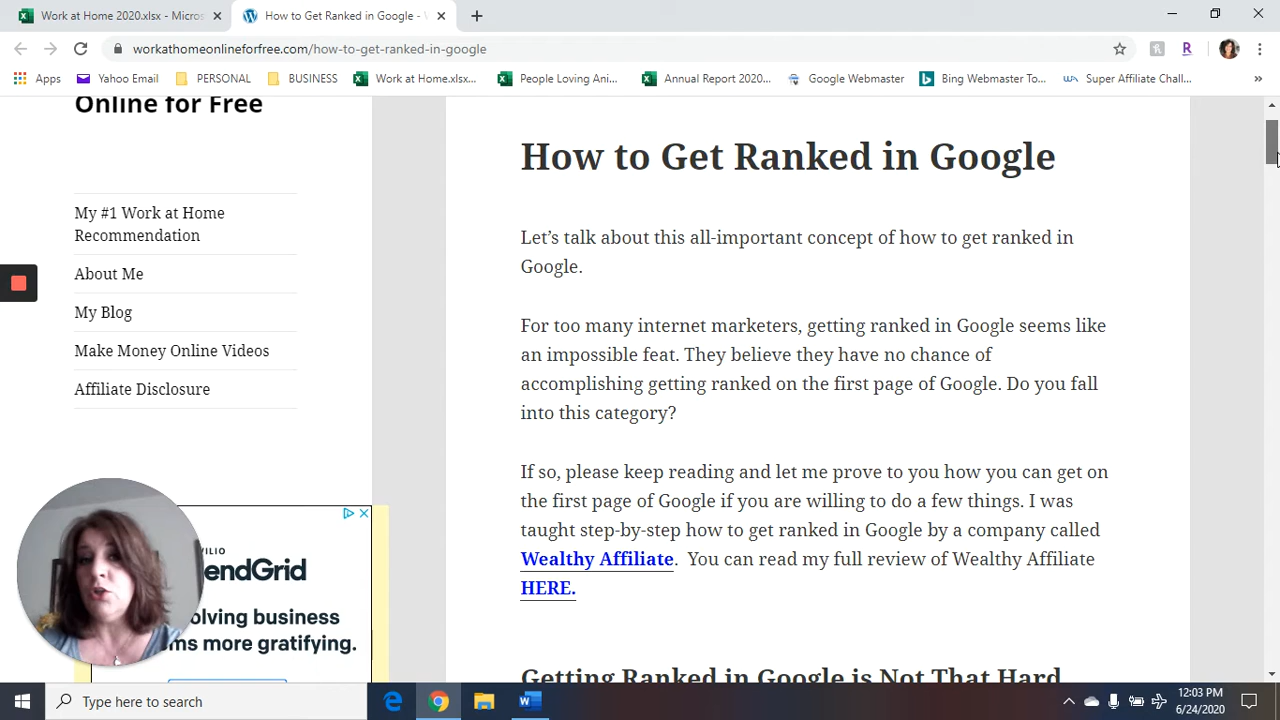 Work at Home 2020.xlsx - Micros
How to Get Ranked in Google -
workathomeonlineforfree.com/how-to-get-ranked-in-google
Apps
Yahoo Email
PERSONAL
BUSINESS
Work at Home.xlsx...
People Loving Ani...
Annual Report 2020...
Google Webmaster
Bing Webmaster To...
Super Affiliate Chall...
»
Online for Free
My #1 Work at Home
Recommendation
About Me
My Blog
Make Money Online Videos
Affiliate Disclosure
How to Get Ranked in Google
Let’s talk about this all-important concept of how to get ranked in
Google.
For too many internet marketers, getting ranked in Google seems like
an impossible feat. They believe they have no chance of
accomplishing getting ranked on the first page of Google. Do you fall
into this category?
If so, please keep reading and let me prove to you how you can get on
the first page of Google if you are willing to do a few things. I was
taught step-by-step how to get ranked in Google by a company called
Wealthy Affiliate.  You can read my full review of Wealthy Affiliate
HERE.
Getting Ranked in Google is Not That Hard
VILIO
endGrid
olving business
ms more gratifying.
Type here to search
12:03 PM
6/24/2020